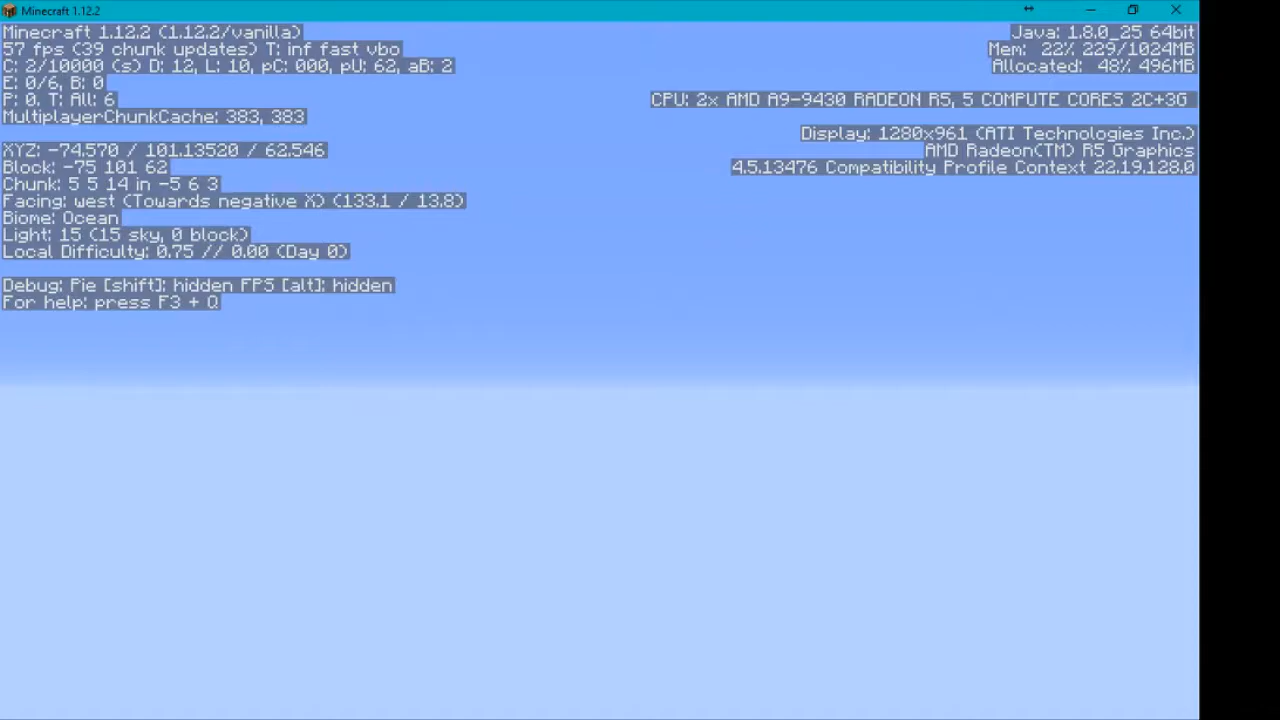 Minecraft 1.12.2
Minecraft 1.12.2 (1.12.2/vanilla)
57 fps (39 chunk updates) T: inf fast vbo
C: 2/10000 (s) D: 12, L: 10, pC: 000, pU: 62, aB: 2
E: 0/6, B: 0
P: 0. T: All: 6
MultiplayerChunkCache: 383, 383
XYZ: -74.570 / 101.13520 / 62.546
Block: -75 101 62
Chunk: 5 5 14 in -5 6 3
Facing: west (Towards negative X) (133.1 / 13.8)
Biome: Ocean
Light: 15 (15 sky, 0 block)
Local Difficulty: 0.75 // 0.00 (Day 0)
Debug: Pie [shift]: hidden FPS [alt]: hidden
For help: press F3 + Q
Java: 1.8.0_25 64bit
Mem: 22% 229/1024MB
Allocated: 48% 496MB
CPU: 2x AMD A9-9430 RADEON R5, 5 COMPUTE CORES 2C+3G
Display: 1280x961 (ATI Technologies Inc.)
AMD Radeon(TM) R5 Graphics
4.5.13476 Compatibility Profile Context 22.19.128.0